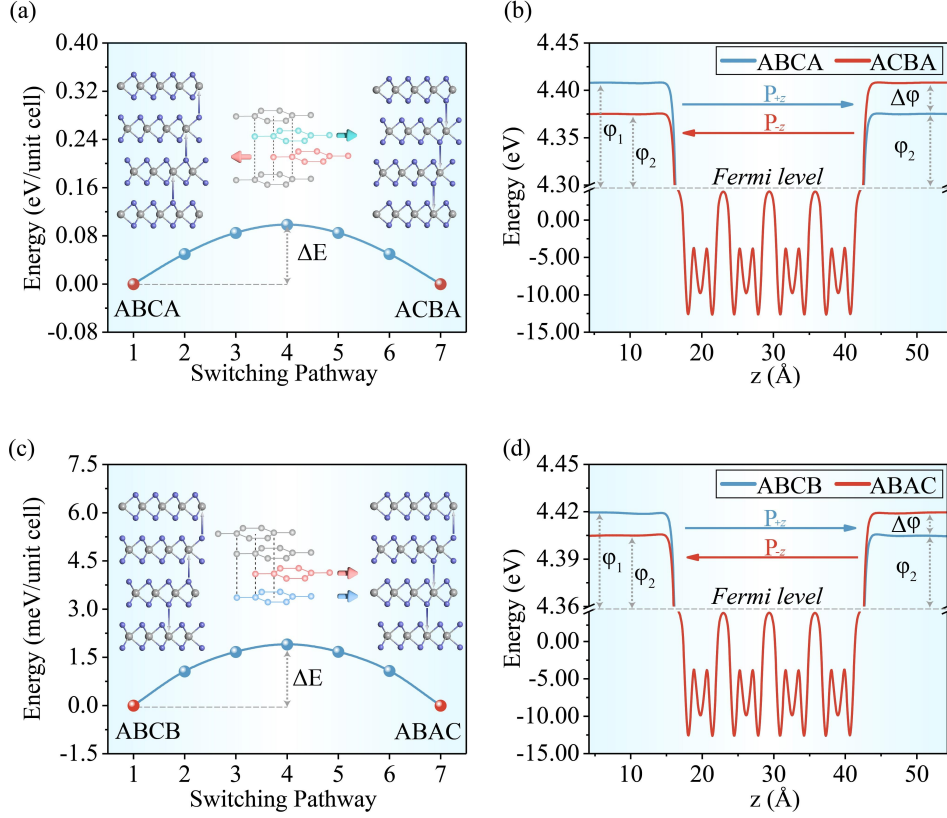 (a)
Energy (eV/unit cell)
0.40
0.32
0.24
0.16
0.08
0.00
-0.08
ΔE
ABCA
ACBA
1 2 3 4 5 6 7
Switching Pathway
(b)
Energy (eV)
4.40
4.35
4.30
0.00
-5.00
-10.00
-15.00
ABCA ACBA
P+z
P-z
Δφ
φ1
φ2
φ2
Fermi level
10 20 30 40 50
z (Å)
(c)
Energy (meV/unit cell)
7.5
6.0
4.5
3.0
1.5
0.0
-1.5
ΔE
ABCB
ABAC
1 2 3 4 5 6 7
Switching Pathway
(d)
Energy (eV)
4.44
4.42
4.39
4.36
0.00
-5.00
-10.00
-15.00
ABCB ABAC
P+z
P-z
Δφ
φ1
φ2
φ2
Fermi level
10 20 30 40 50
z (Å)